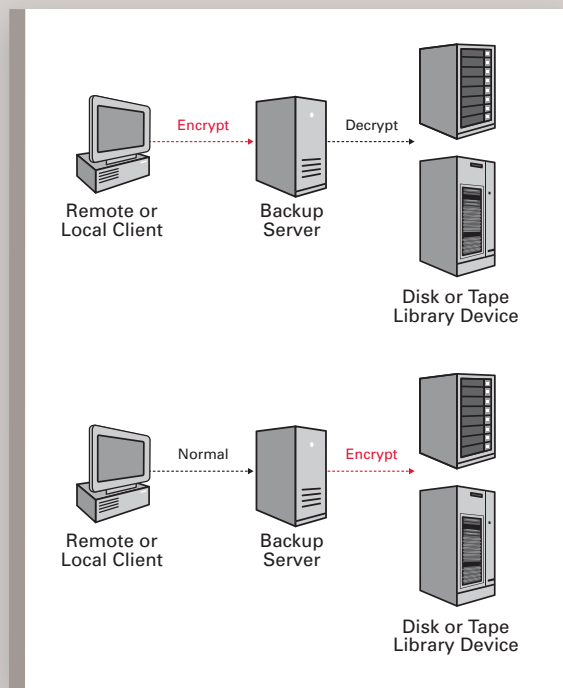 Encrypt
Decrypt
Remote or
Local Client
Backup
Server
Disk or Tape
Library Device
Normal
Encrypt
Remote or
Local Client
Backup
Server
Disk or Tape
Library Device